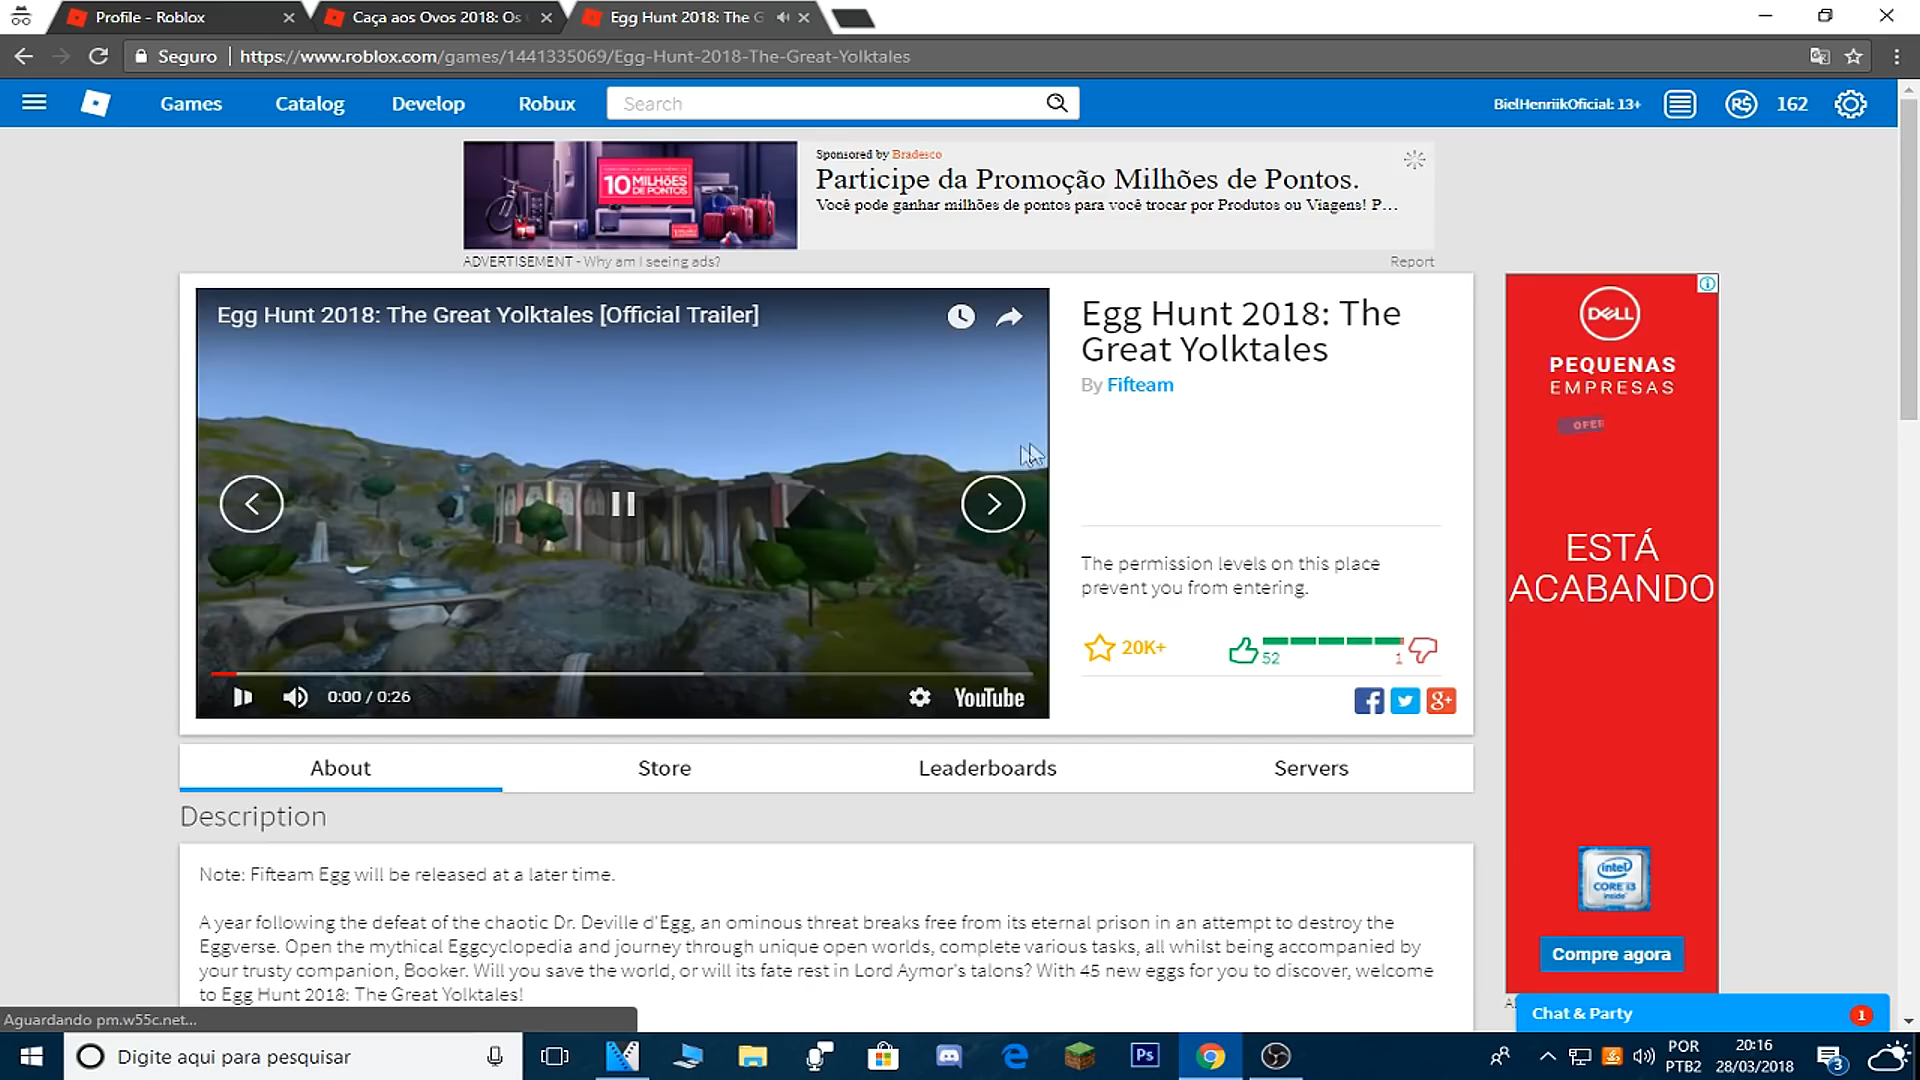 Profile - Roblox
Caça aos Ovos 2018: Os
Egg Hunt 2018: The G
Seguro
https://www.roblox.com/games/1441335069/Egg-Hunt-2018-The-Great-Yolktales
Games
Catalog
Develop
Robux
Search
BielHenriikOficial: 13+
R$
162
10 MILHÕES
DE PONTOS
Sponsored by Bradesco
Participe da Promoção Milhões de Pontos.
Você pode ganhar milhões de pontos para você trocar por Produtos ou Viagens! P...
ADVERTISEMENT - Why am I seeing ads?
Report
Egg Hunt 2018: The Great Yolktales [Official Trailer]
0:00 / 0:26
YouTube
Egg Hunt 2018: The
Great Yolktales
By Fifteam
The permission levels on this place
prevent you from entering.
20K+
52
1
g+
DELL
PEQUENAS
EMPRESAS
OFER
ESTÁ
ACABANDO
intel
inside
CORE i3
Compre agora
About
Store
Leaderboards
Servers
Description
Note: Fifteam Egg will be released at a later time.
A year following the defeat of the chaotic Dr. Deville d'Egg, an ominous threat breaks free from its eternal prison in an attempt to destroy the
Eggverse. Open the mythical Eggcyclopedia and journey through unique open worlds, complete various tasks, all whilst being accompanied by
your trusty companion, Booker. Will you save the world, or will its fate rest in Lord Aymor's talons? With 45 new eggs for you to discover, welcome
to Egg Hunt 2018: The Great Yolktales!
Aguardando pm.w55c.net...
Chat & Party
1
Digite aqui para pesquisar
Ps
POR
PTB2
20:16
28/03/2018
3